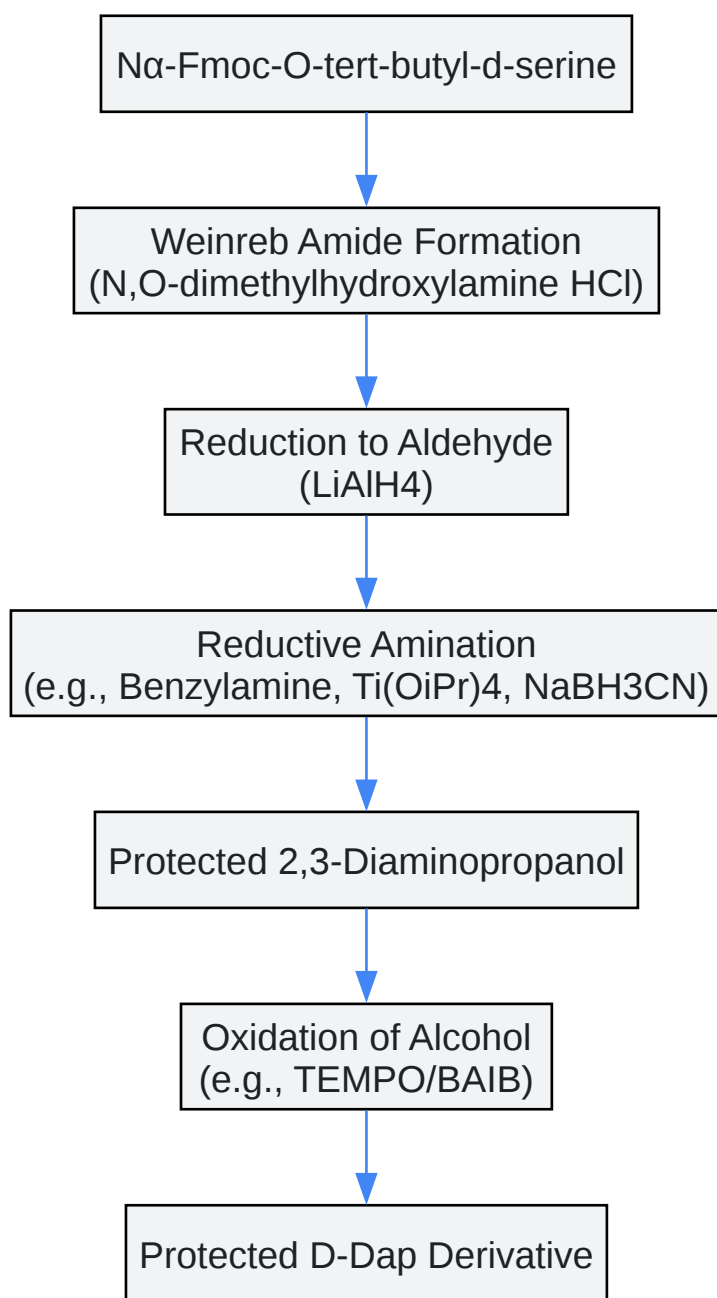 Nα-Fmoc-O-tert-butyl-d-serine
Weinreb Amide Formation
(N,O-dimethylhydroxylamine HCl)
Reduction to Aldehyde
(LiAlH4)
Reductive Amination
(e.g., Benzylamine, Ti(OiPr)4, NaBH3CN)
Protected 2,3-Diaminopropanol
Oxidation of Alcohol
(e.g., TEMPO/BAIB)
Protected D-Dap Derivative